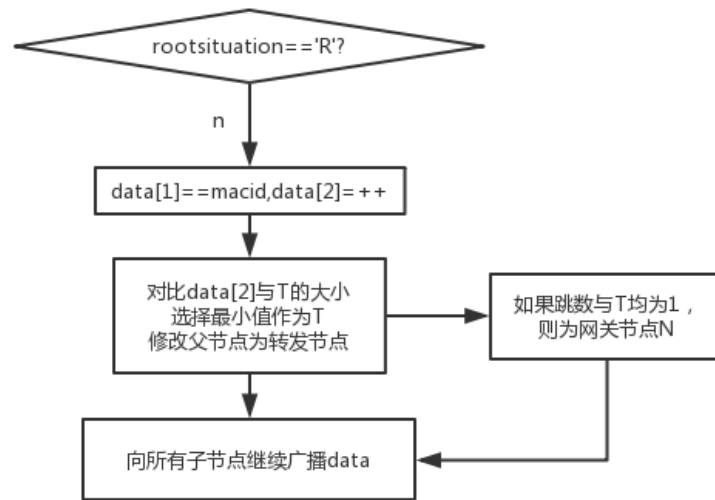 rootsituation=='R'?
n
data[1]==macid,data[2]=++
对比data[2]与T的大小
选择最小值作为T
修改父节点为转发节点
如果跳数与T均为1，
则为网关节点N
向所有子节点继续广播data